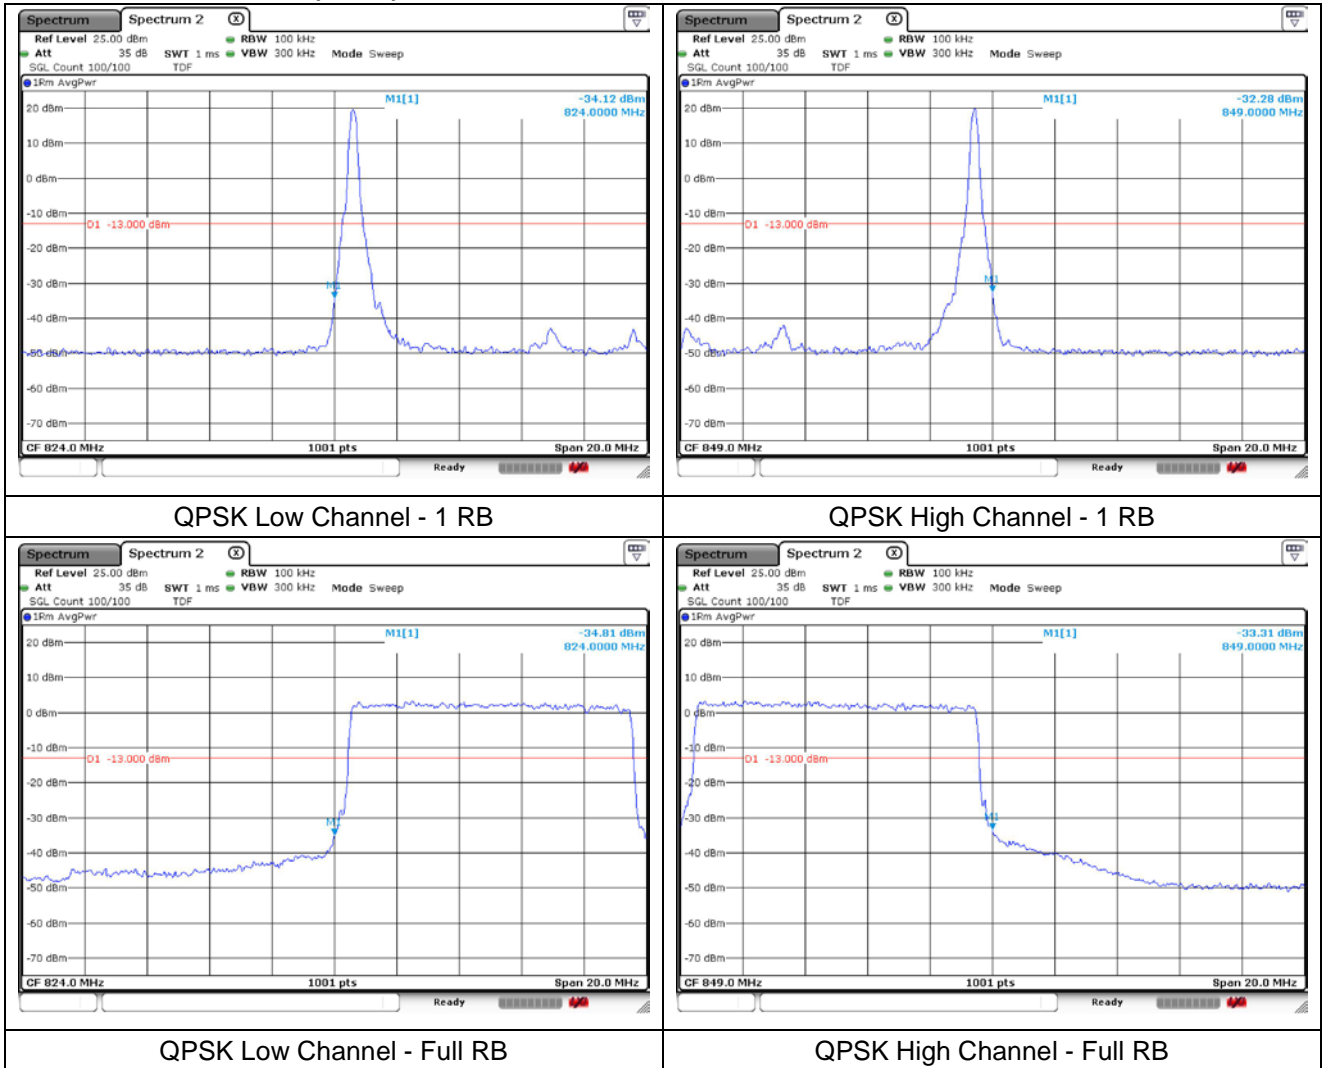 Spectrum Spectrum 2 X
Ref Level 25.00 dBm RBW 100 kHz
Att 35 dB SWT 1 ms VBW 300 kHz Mode Sweep
SGL Count 100/100 TDF
1Rm AvgPwr
M1[1] -34.12 dBm
824.0000 MHz
20 dBm
10 dBm
0 dBm
-10 dBm
D1 -13.000 dBm
-20 dBm
-30 dBm
M1
-40 dBm
-50 dBm
-60 dBm
-70 dBm
CF 824.0 MHz 1001 pts Span 20.0 MHz
Ready
QPSK Low Channel - 1 RB
Spectrum Spectrum 2 X
Ref Level 25.00 dBm RBW 100 kHz
Att 35 dB SWT 1 ms VBW 300 kHz Mode Sweep
SGL Count 100/100 TDF
1Rm AvgPwr
M1[1] -32.28 dBm
849.0000 MHz
20 dBm
10 dBm
0 dBm
-10 dBm
D1 -13.000 dBm
-20 dBm
-30 dBm
M1
-40 dBm
-50 dBm
-60 dBm
-70 dBm
CF 849.0 MHz 1001 pts Span 20.0 MHz
Ready
QPSK High Channel - 1 RB
Spectrum Spectrum 2 X
Ref Level 25.00 dBm RBW 100 kHz
Att 35 dB SWT 1 ms VBW 300 kHz Mode Sweep
SGL Count 100/100 TDF
1Rm AvgPwr
M1[1] -34.81 dBm
824.0000 MHz
20 dBm
10 dBm
0 dBm
-10 dBm
D1 -13.000 dBm
-20 dBm
-30 dBm
M1
-40 dBm
-50 dBm
-60 dBm
-70 dBm
CF 824.0 MHz 1001 pts Span 20.0 MHz
Ready
QPSK Low Channel - Full RB
Spectrum Spectrum 2 X
Ref Level 25.00 dBm RBW 100 kHz
Att 35 dB SWT 1 ms VBW 300 kHz Mode Sweep
SGL Count 100/100 TDF
1Rm AvgPwr
M1[1] -33.31 dBm
849.0000 MHz
20 dBm
10 dBm
0 dBm
-10 dBm
D1 -13.000 dBm
-20 dBm
-30 dBm
M1
-40 dBm
-50 dBm
-60 dBm
-70 dBm
CF 849.0 MHz 1001 pts Span 20.0 MHz
Ready
QPSK High Channel - Full RB